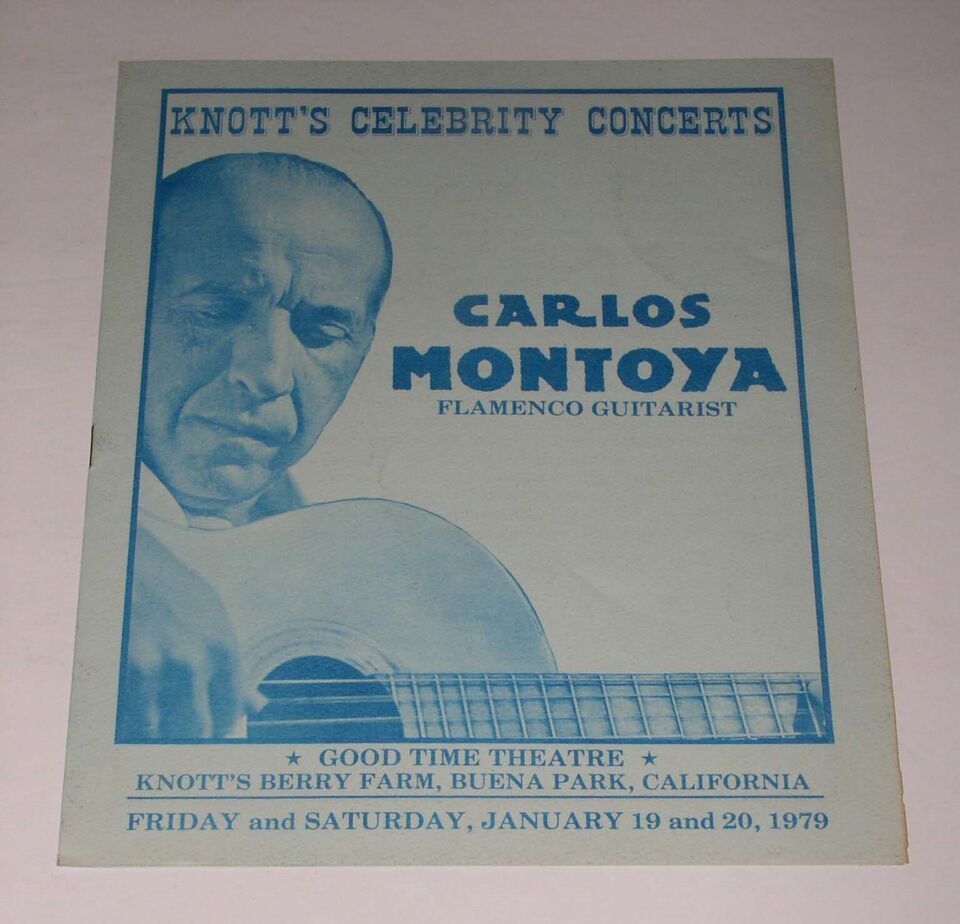 KNOTT'S CELEBRITY CONCERTS
CARLOS
MONTOYA
FLAMENCO GUITARIST
★ GOOD TIME THEATRE ★
KNOTT'S BERRY FARM, BUENA PARK, CALIFORNIA
FRIDAY and SATURDAY, JANUARY 19 and 20, 1979